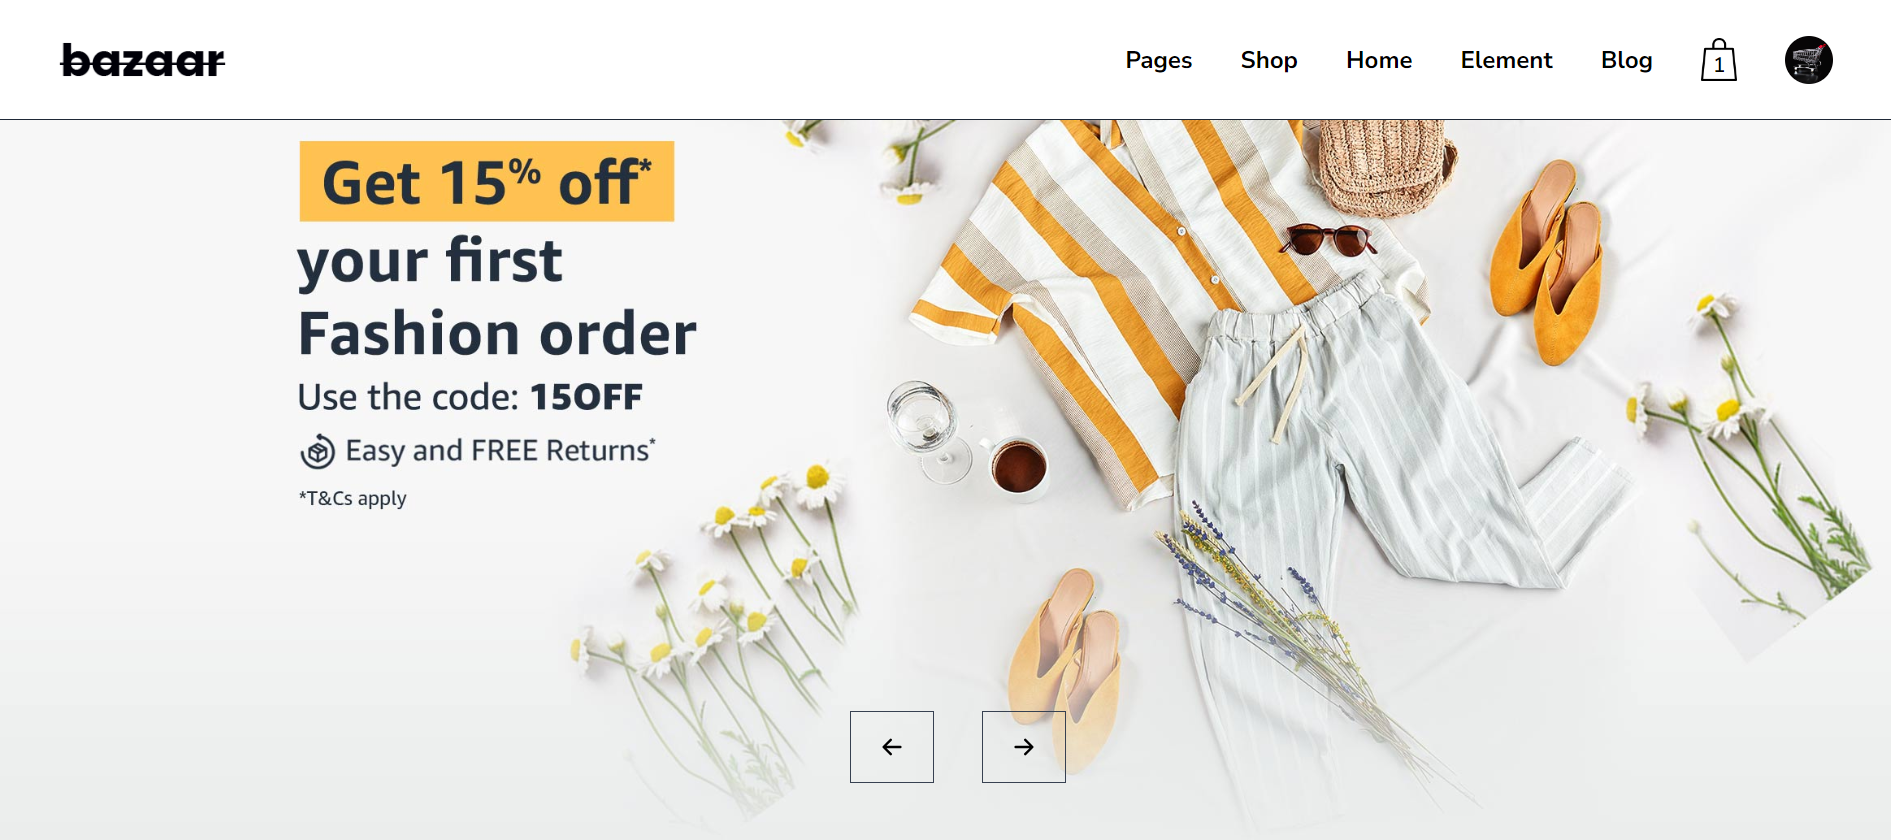 bazaar
Pages Shop Home Element Blog 1
Get 15% off*
your first
Fashion order
Use the code: 15OFF
Easy and FREE Returns*
*T&Cs apply